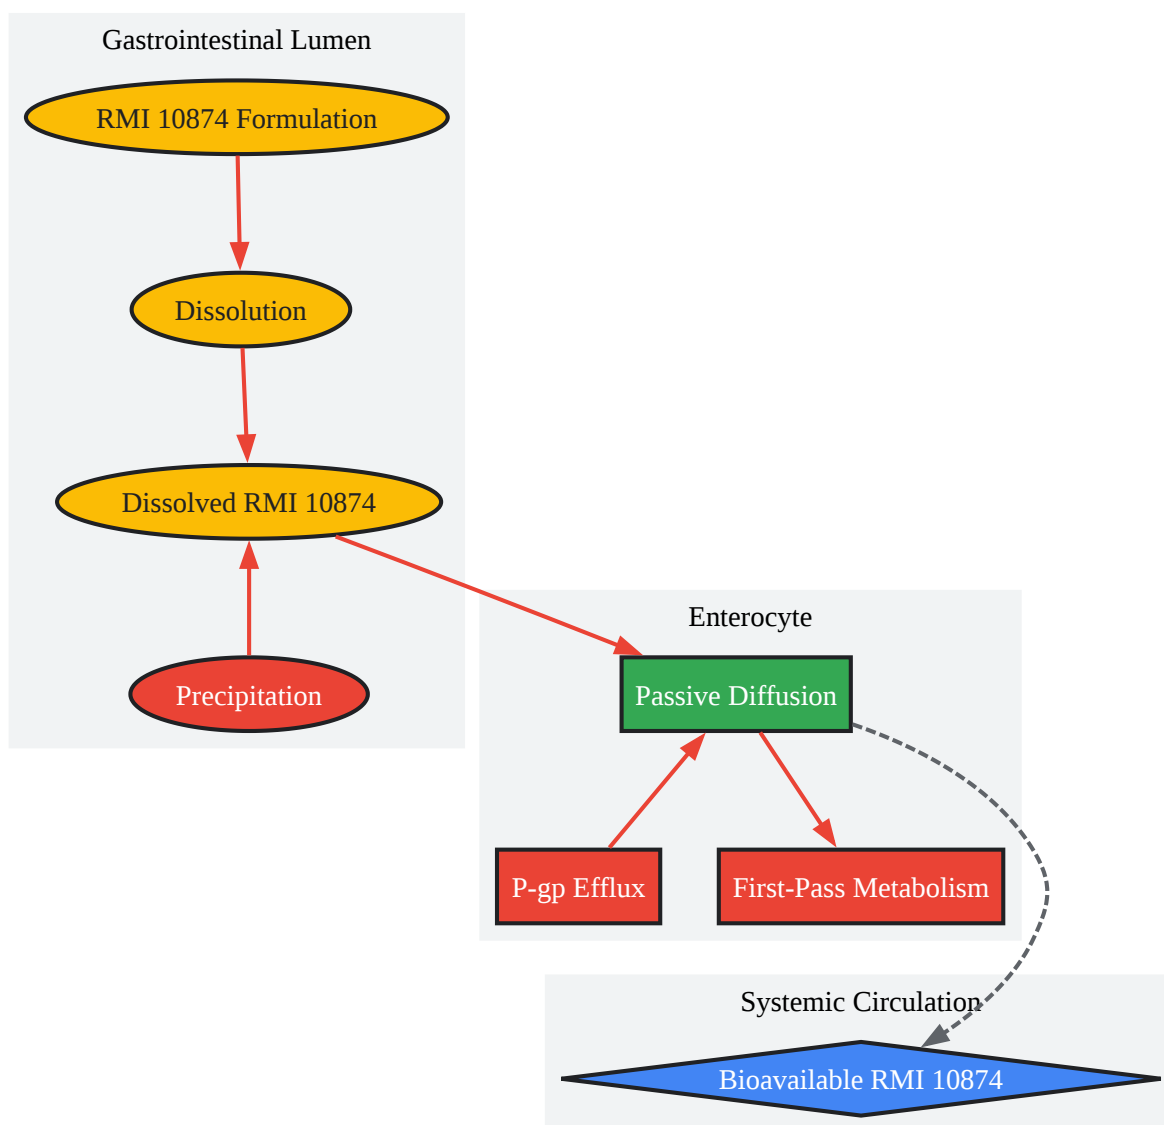 Gastrointestinal Lumen
RMI 10874 Formulation
Dissolution
Dissolved RMI 10874
Precipitation
Enterocyte
Passive Diffusion
P-gp Efflux
First-Pass Metabolism
Systemic Circulation
Bioavailable RMI 10874